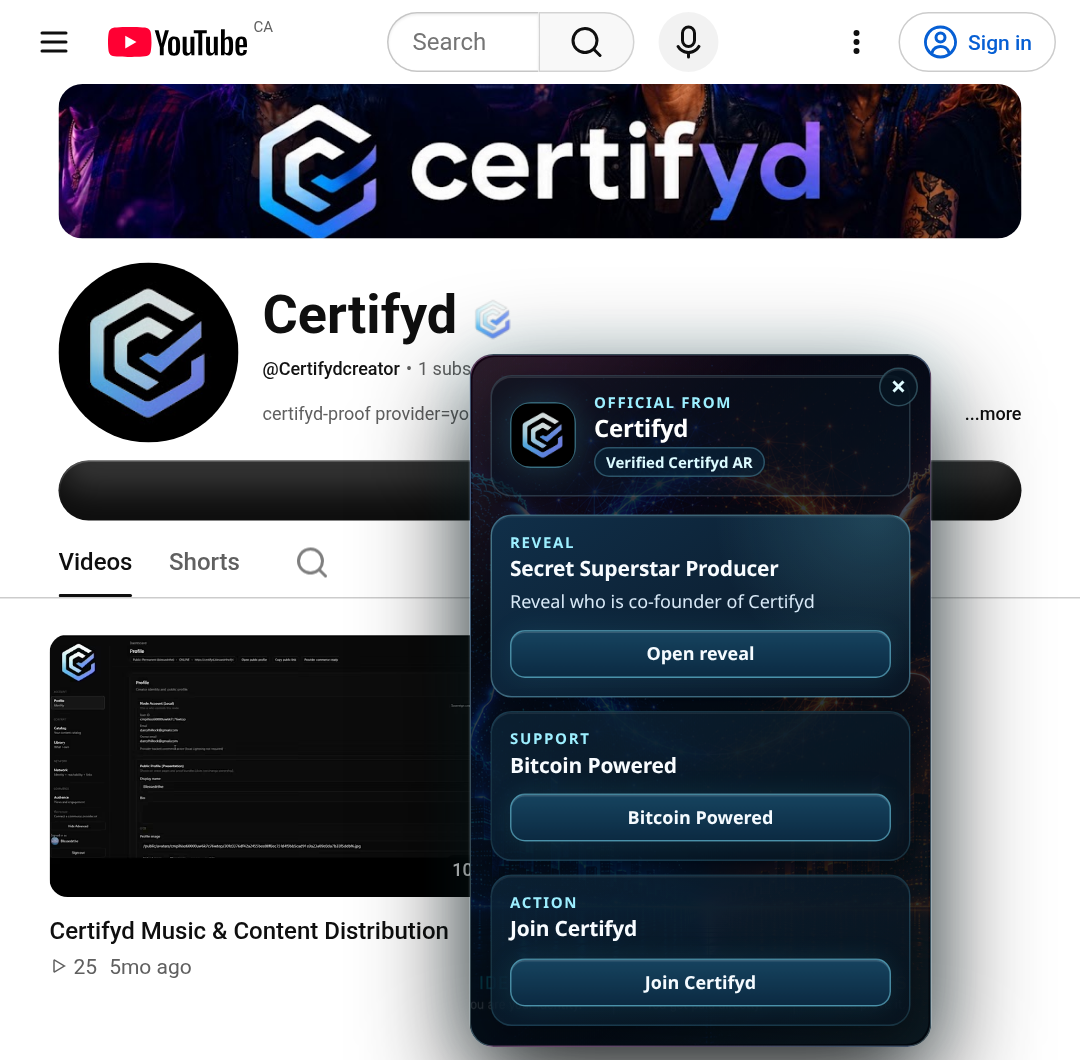 YouTube CA
Search
Sign in
certifyd
Certifyd
@Certifydcreator • 1 subs
certifyd-proof provider=yo
...more
OFFICIAL FROM
Certifyd
Verified Certifyd AR
REVEAL
Secret Superstar Producer
Reveal who is co-founder of Certifyd
Open reveal
SUPPORT
Bitcoin Powered
Bitcoin Powered
ACTION
Join Certifyd
Join Certifyd
Videos
Shorts
Profile
10
Certifyd Music & Content Distribution
25 5mo ago